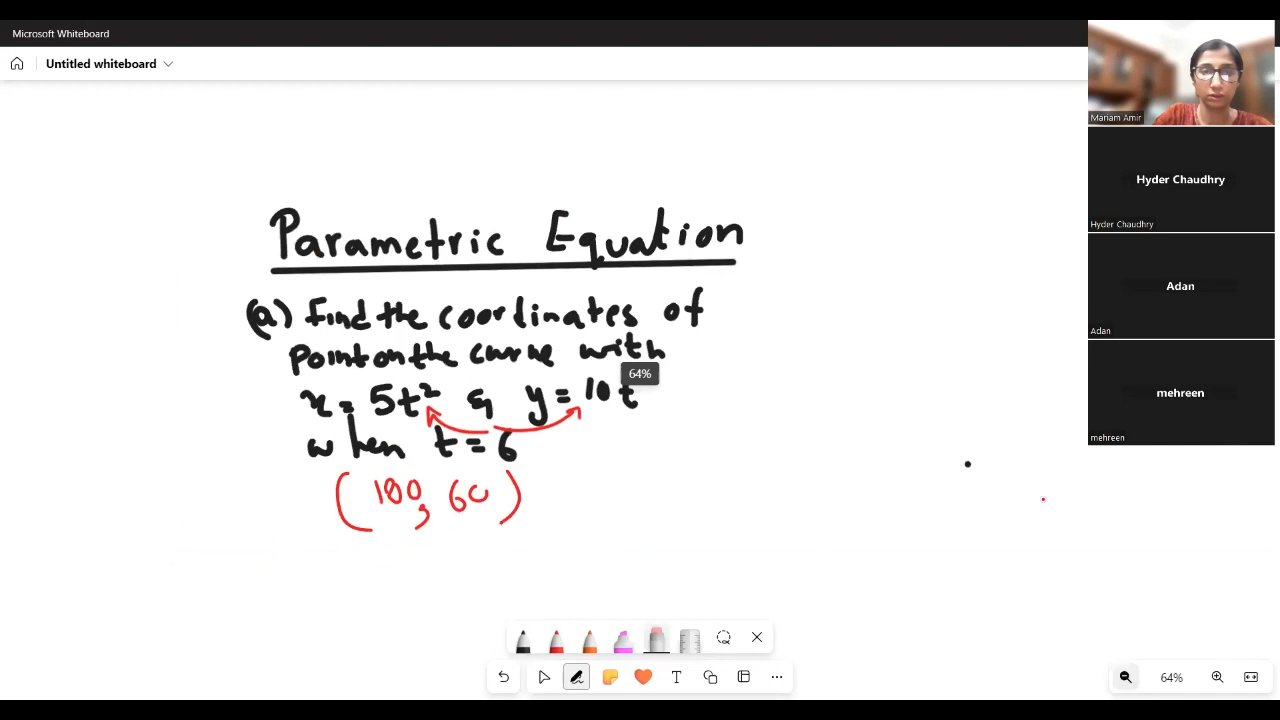 Microsoft Whiteboard
Untitled whiteboard
Mariam Amir
Hyder Chaudhry
Hyder Chaudhry
Adan
Adan
mehreen
mehreen
Parametric Equation
(a) Find the coordinates of
point on the curve with
x = 5t² & y = 10t
when t = 6
(180, 60)
64%
T
64%